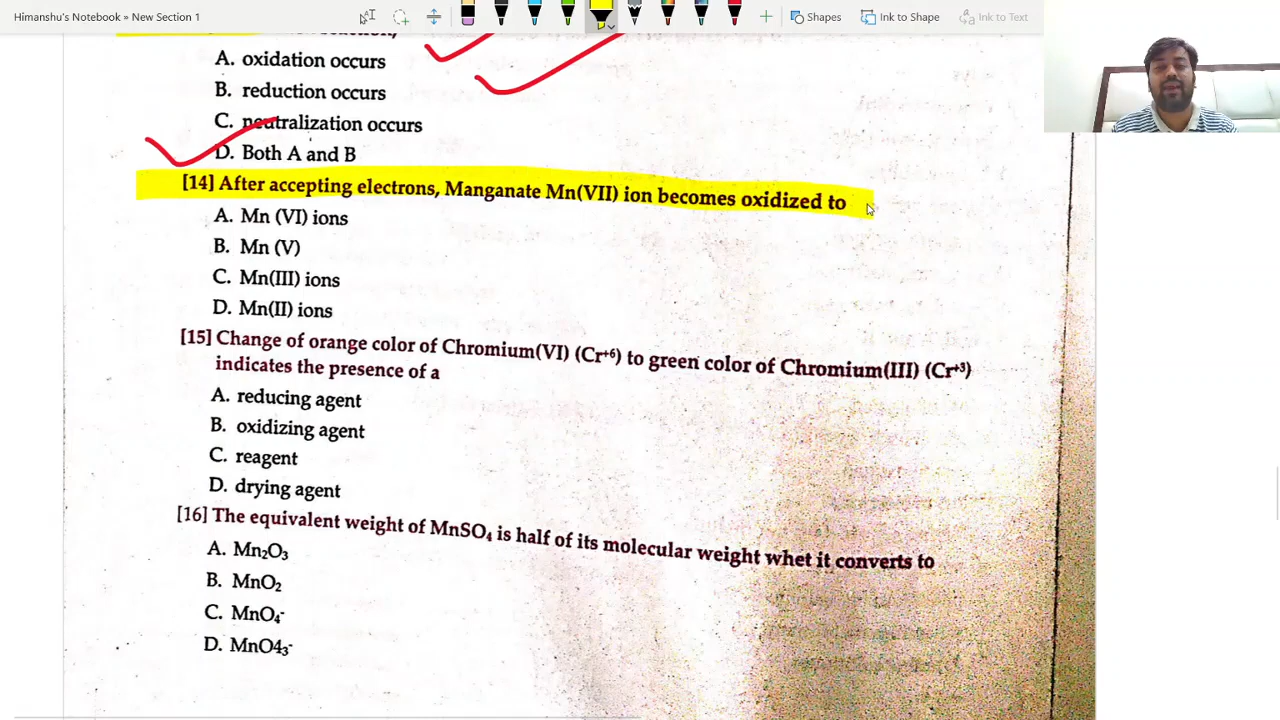 Himanshu's Notebook » New Section 1
Shapes
Ink to Shape
Ink to Text
A. oxidation occurs
B. reduction occurs
C. neutralization occurs
D. Both A and B
[14] After accepting electrons, Manganate Mn(VII) ion becomes oxidized to
A. Mn (VI) ions
B. Mn (V)
C. Mn(III) ions
D. Mn(II) ions
[15] Change of orange color of Chromium(VI) (Cr⁺⁶) to green color of Chromium(III) (Cr⁺³)
indicates the presence of a
A. reducing agent
B. oxidizing agent
C. reagent
D. drying agent
[16] The equivalent weight of MnSO₄ is half of its molecular weight whet it converts to
A. Mn₂O₃
B. MnO₂
C. MnO₄⁻
D. MnO4₃⁻